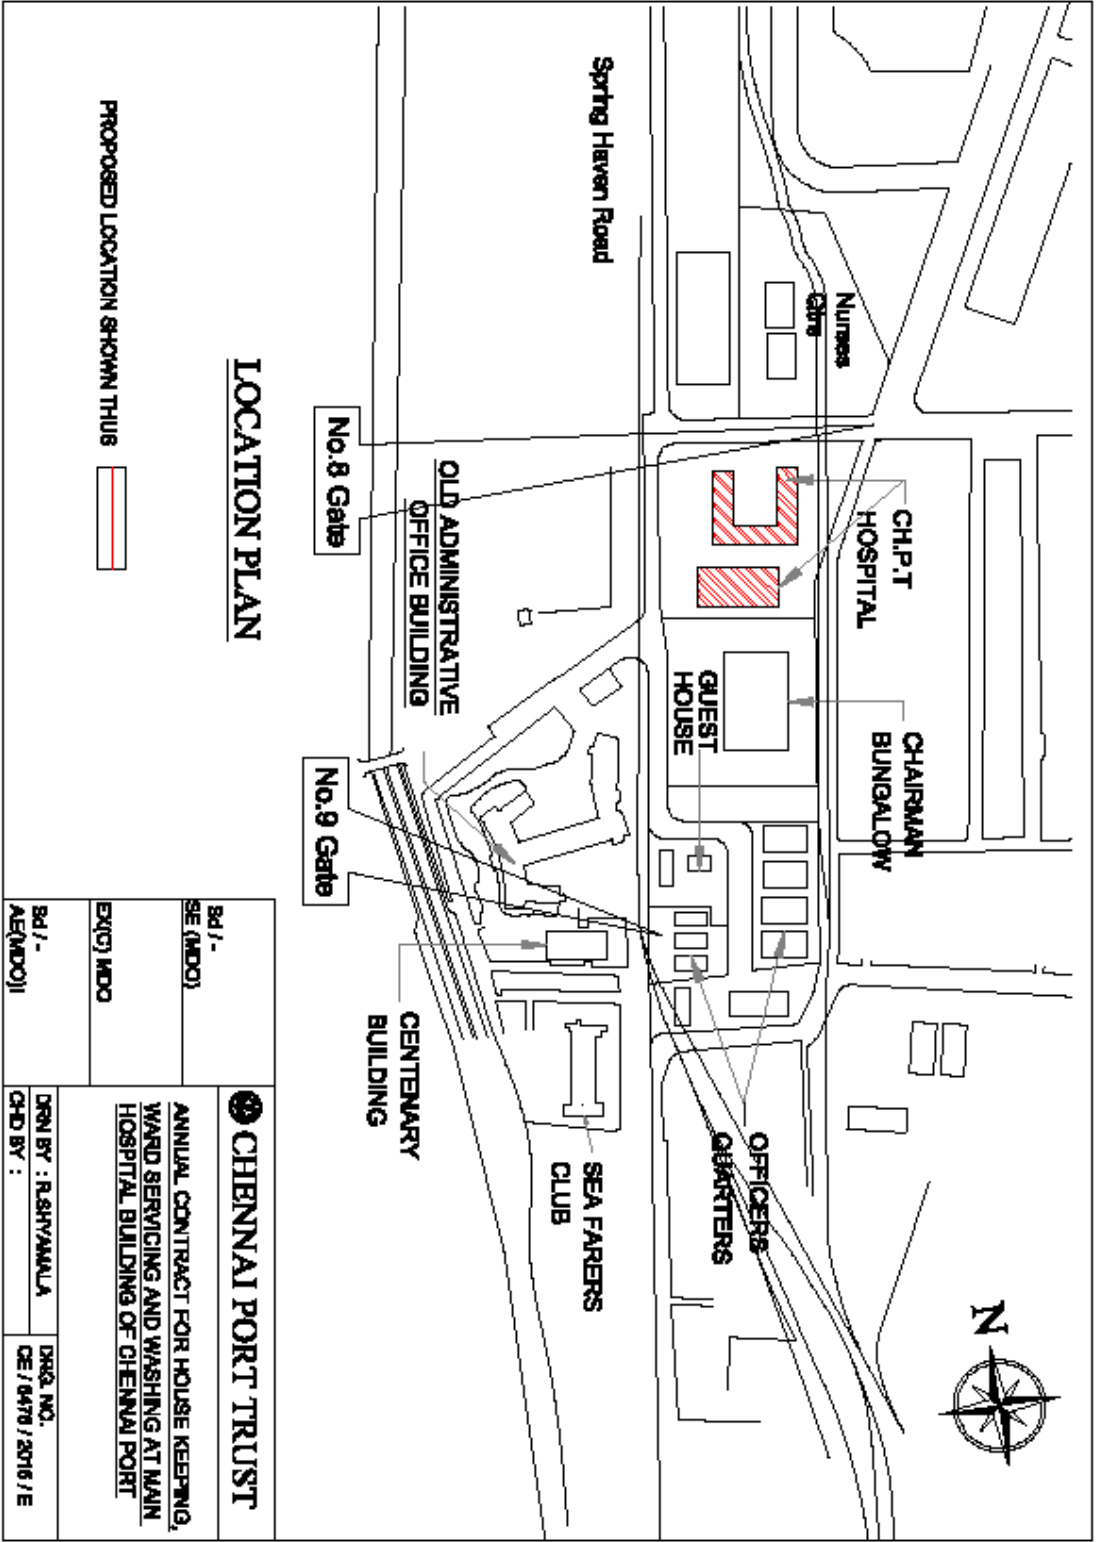 Spring Haven Road
Nurses
Qtrs
CH.P.T
HOSPITAL
CHAIRMAN
BUNGALOW
GUEST
HOUSE
No.8 Gate
OLD ADMINISTRATIVE
OFFICE BUILDING
No.9 Gate
OFFICERS
QUARTERS
CENTENARY
BUILDING
SEA FARERS
CLUB
N
LOCATION PLAN
PROPOSED LOCATION SHOWN THUS
CHENNAI PORT TRUST
ANNUAL CONTRACT FOR HOUSE KEEPING,
WARD SERVICING AND WASHING AT MAIN
HOSPITAL BUILDING OF CHENNAI PORT
Sd / -
SE (MDO)
EX(C) MDO
Sd / -
AE(MDO)I
DRN BY : R.SHYAMALA
CHD BY :
DRG. NO.
CE / 6476 / 2016 / E